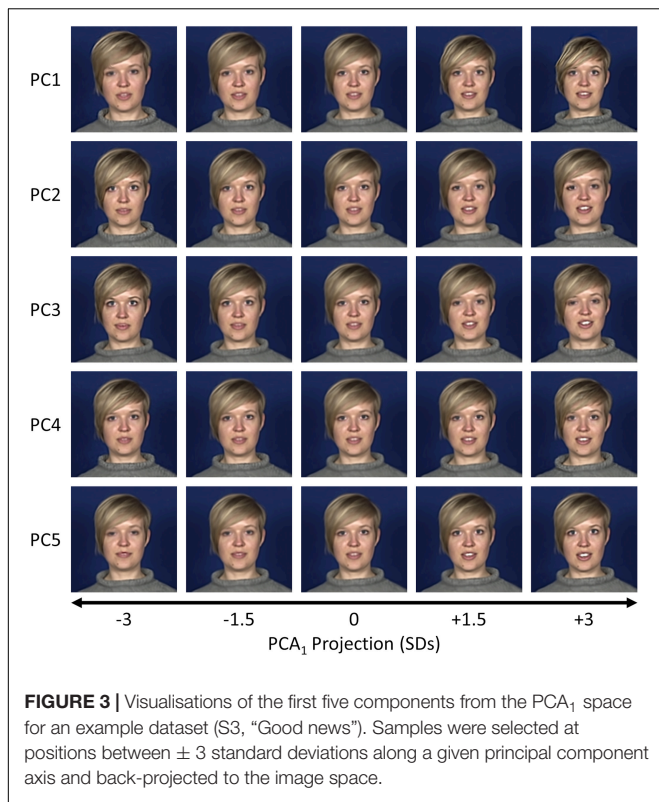 PC1
PC2
PC3
PC4
PC5
-3 -1.5 0 +1.5 +3
PCA₁ Projection (SDs)
FIGURE 3 | Visualisations of the first five components from the PCA₁ space
for an example dataset (S3, “Good news”). Samples were selected at
positions between ± 3 standard deviations along a given principal component
axis and back-projected to the image space.